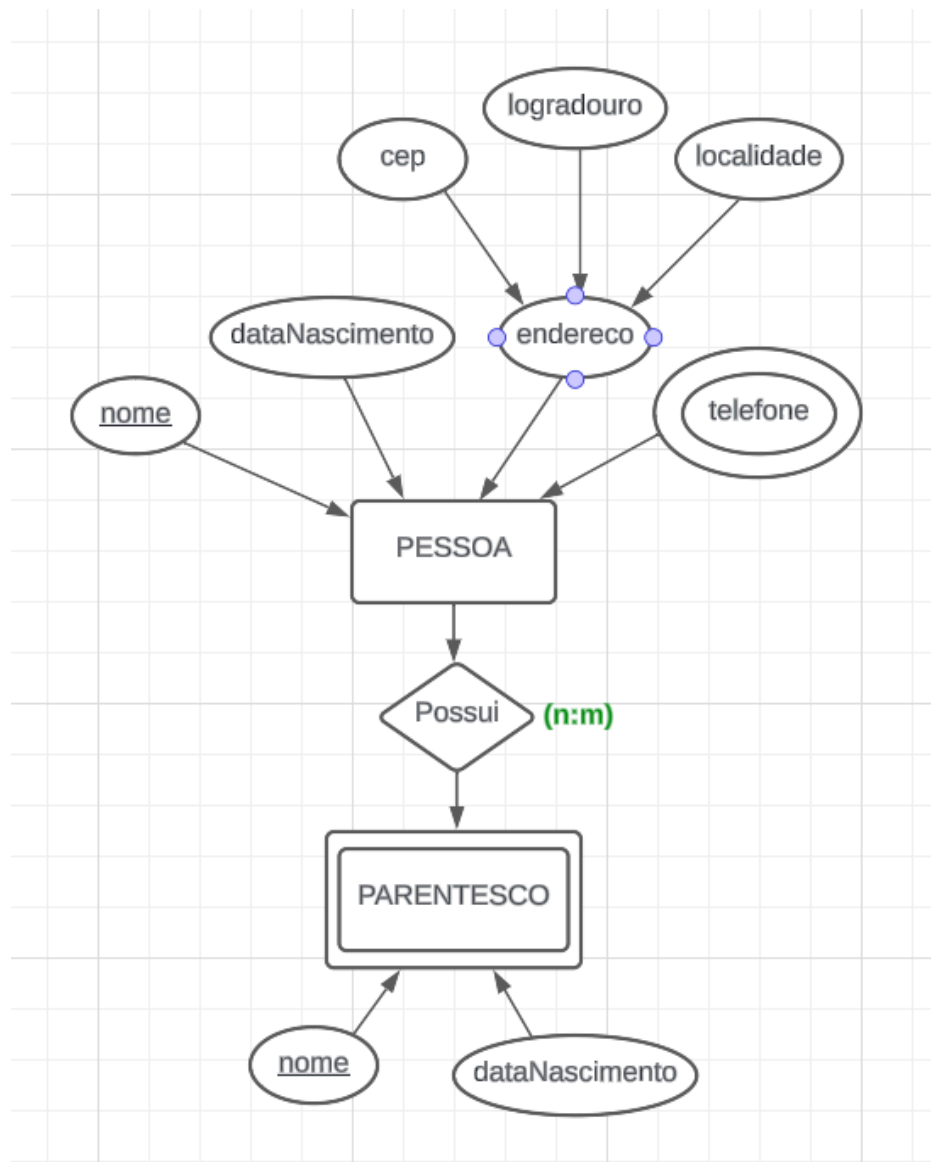 logradouro
cep
localidade
dataNascimento
endereco
nome
telefone
PESSOA
Possui
(n:m)
PARENTESCO
nome
dataNascimento